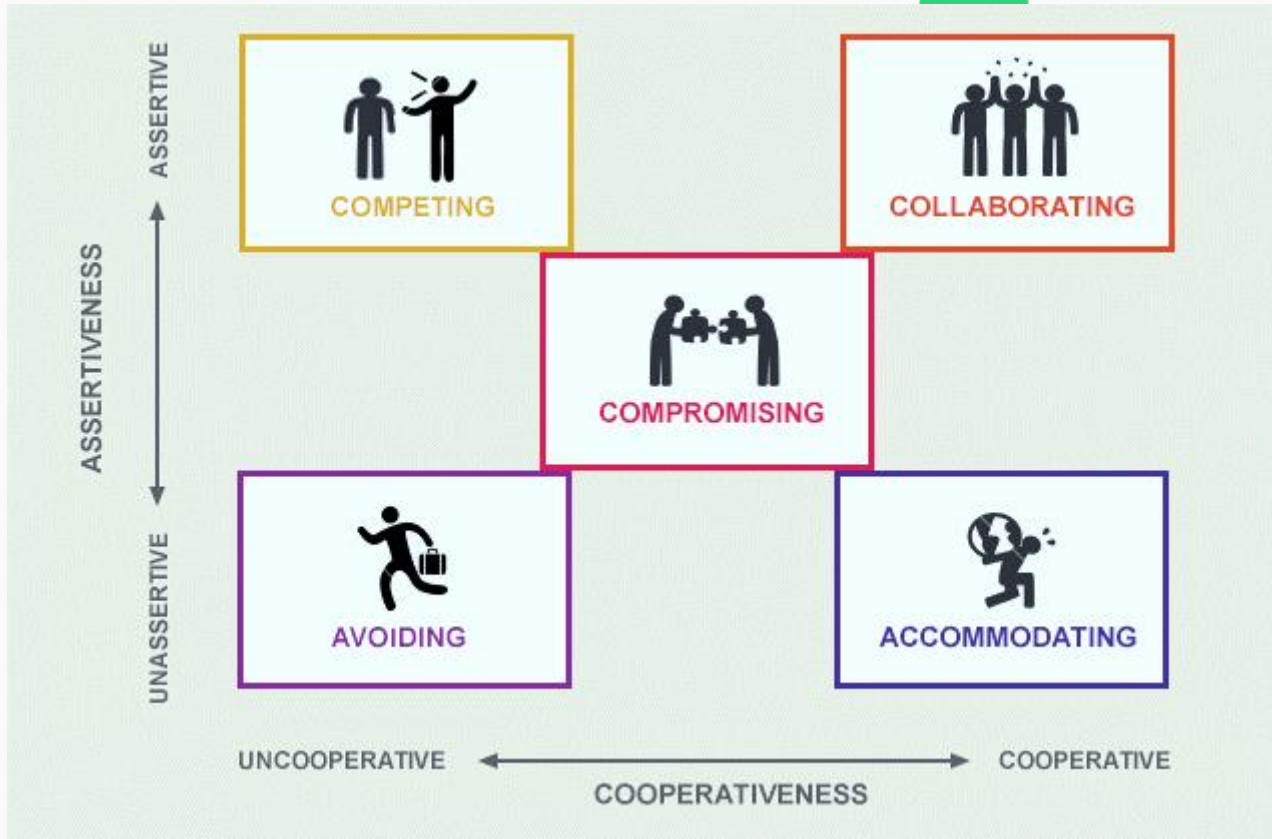 ASSERTIVE
COMPETING
COLLABORATING
ASSERTIVENESS
COMPROMISING
UNASSERTIVE
AVOIDING
ACCOMMODATING
UNCOOPERATIVE
COOPERATIVE
COOPERATIVENESS